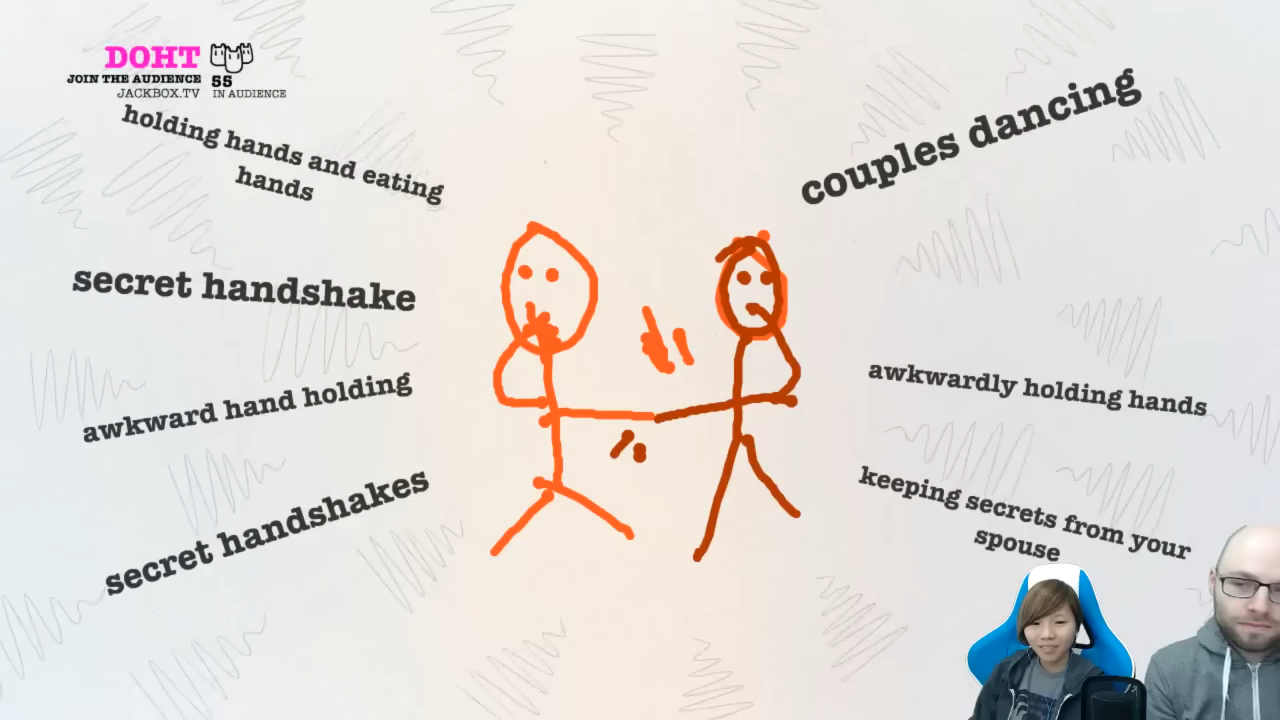 DOHT
JOIN THE AUDIENCE
JACKBOX.TV
55
IN AUDIENCE
holding hands and eating
hands
secret handshake
awkward hand holding
secret handshakes
couples dancing
awkwardly holding hands
keeping secrets from your
spouse